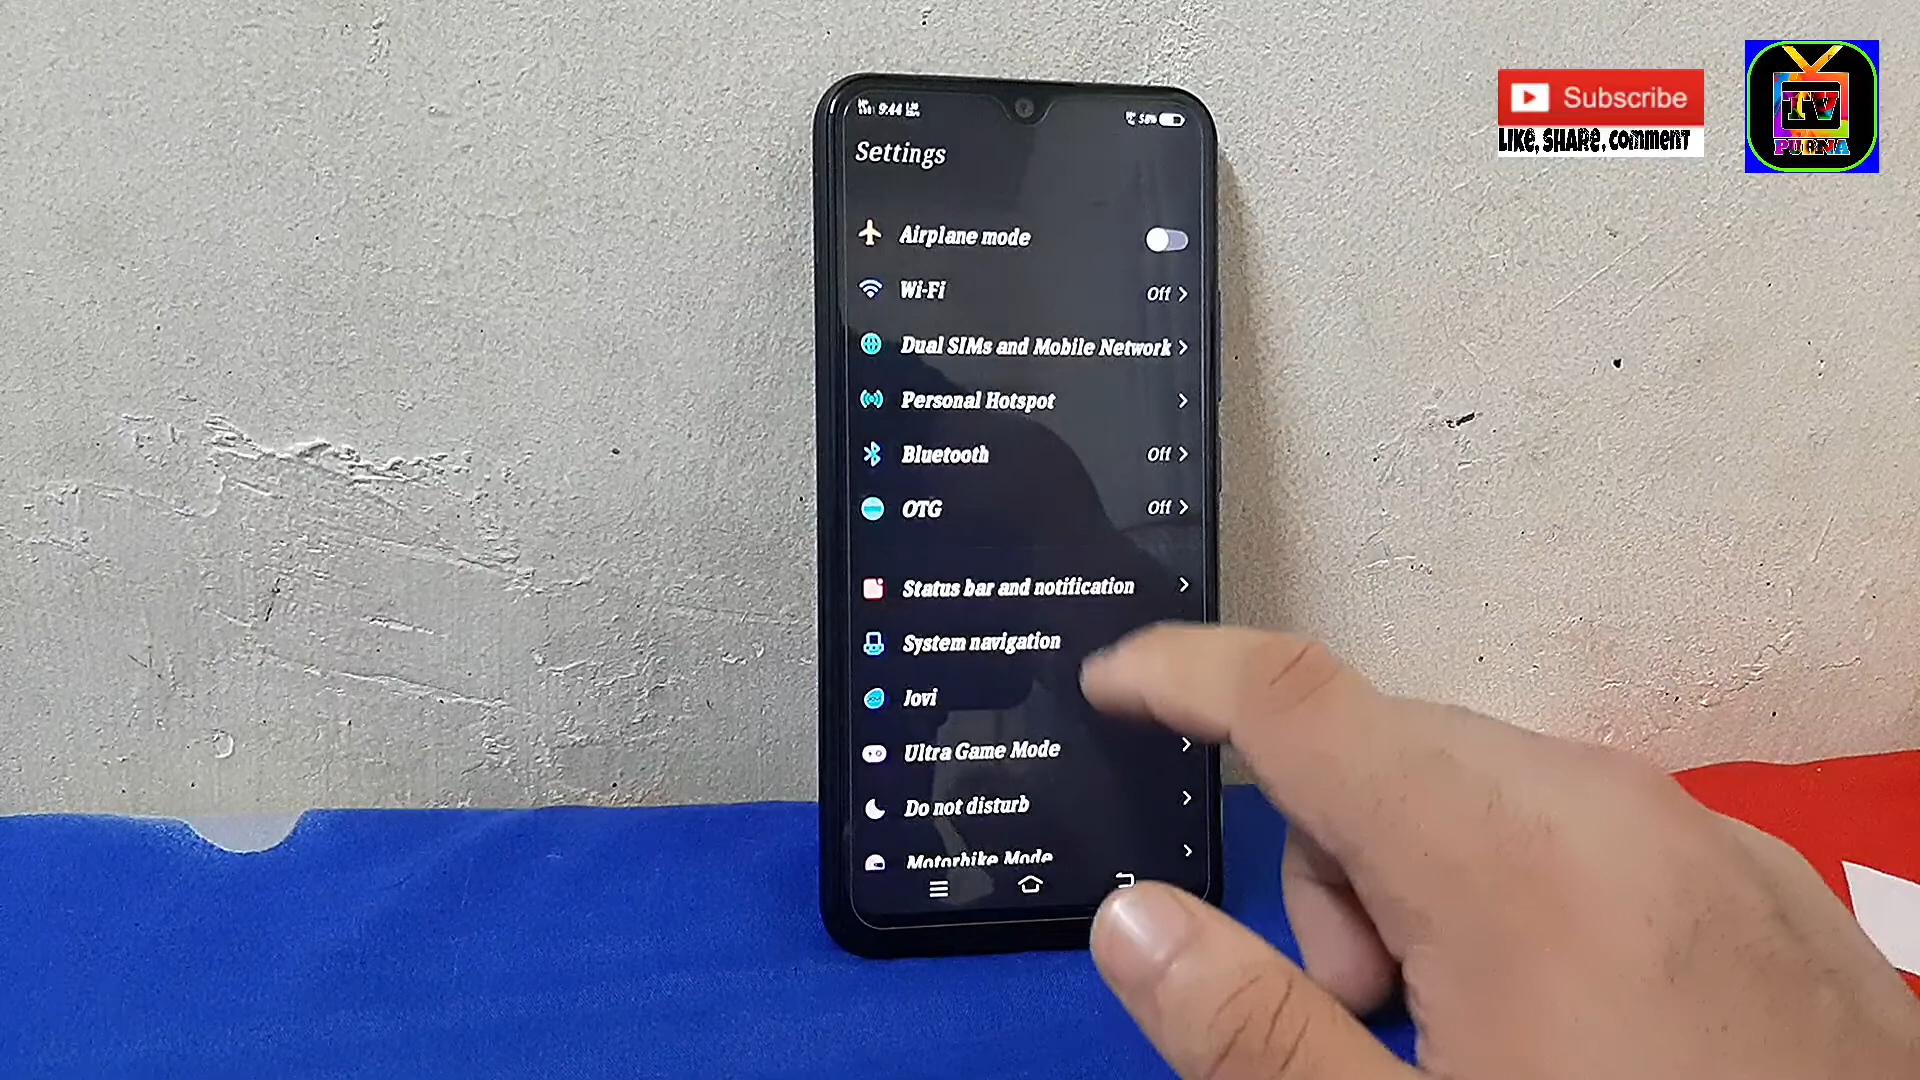 9:44
58%
Settings
Airplane mode
Wi-Fi
Off
Dual SIMs and Mobile Network
Personal Hotspot
Bluetooth
Off
OTG
Off
Status bar and notification
System navigation
Jovi
Ultra Game Mode
Do not disturb
Motorbike Mode
Subscribe
LIKE, SHARE, comment
TV
PURNA